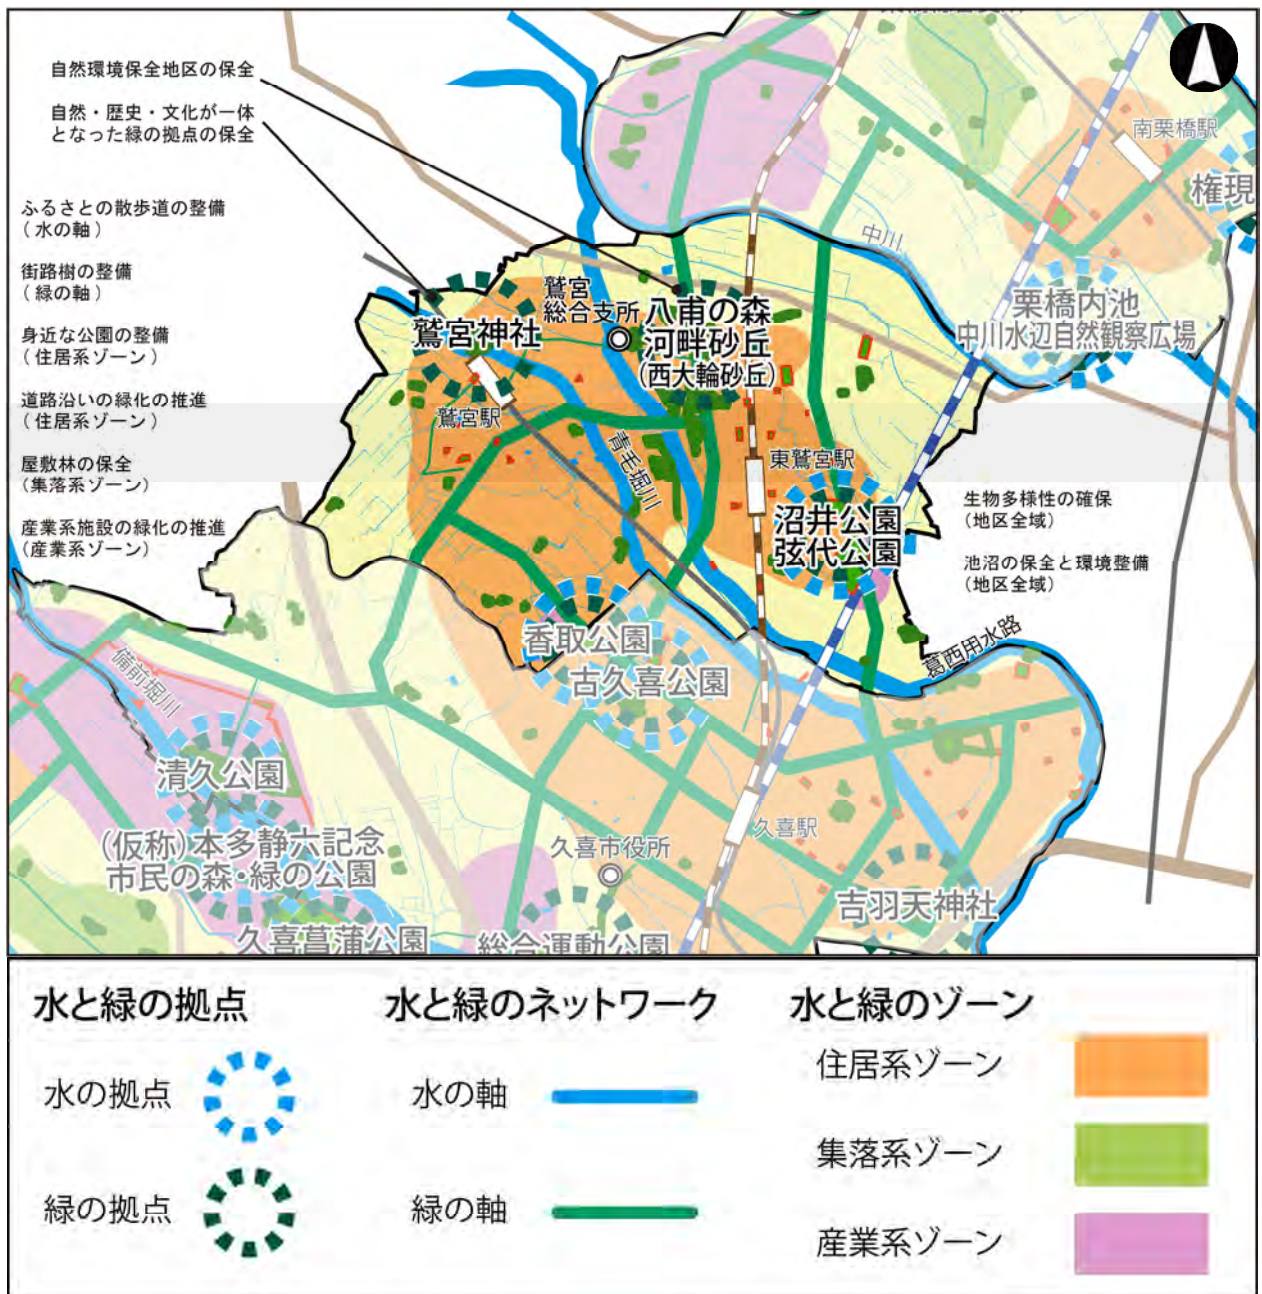 自然環境保全地区の保全
自然・歴史・文化が一体
となった緑の拠点の保全
ふるさとの散歩道の整備
（水の軸）
街路樹の整備
（緑の軸）
身近な公園の整備
（住居系ゾーン）
道路沿いの緑化の推進
（住居系ゾーン）
屋敷林の保全
（集落系ゾーン）
産業系施設の緑化の推進
（産業系ゾーン）
南栗橋駅
権現
中川
栗橋内池
中川水辺自然観察広場
鷲宮
総合支所
八甫の森
河畔砂丘
（西大輪砂丘）
鷲宮神社
鷲宮駅
青毛堀川
東鷲宮駅
沼井公園
弦代公園
生物多様性の確保
（地区全域）
池沼の保全と環境整備
（地区全域）
葛西用水路
香取公園
古久喜公園
備前堀川
清久公園
（仮称）本多静六記念
市民の森・緑の公園
久喜菖蒲公園
久喜市役所
総合運動公園
久喜駅
吉羽天神社
水と緑の拠点
水の拠点
緑の拠点
水と緑のネットワーク
水の軸
緑の軸
水と緑のゾーン
住居系ゾーン
集落系ゾーン
産業系ゾーン